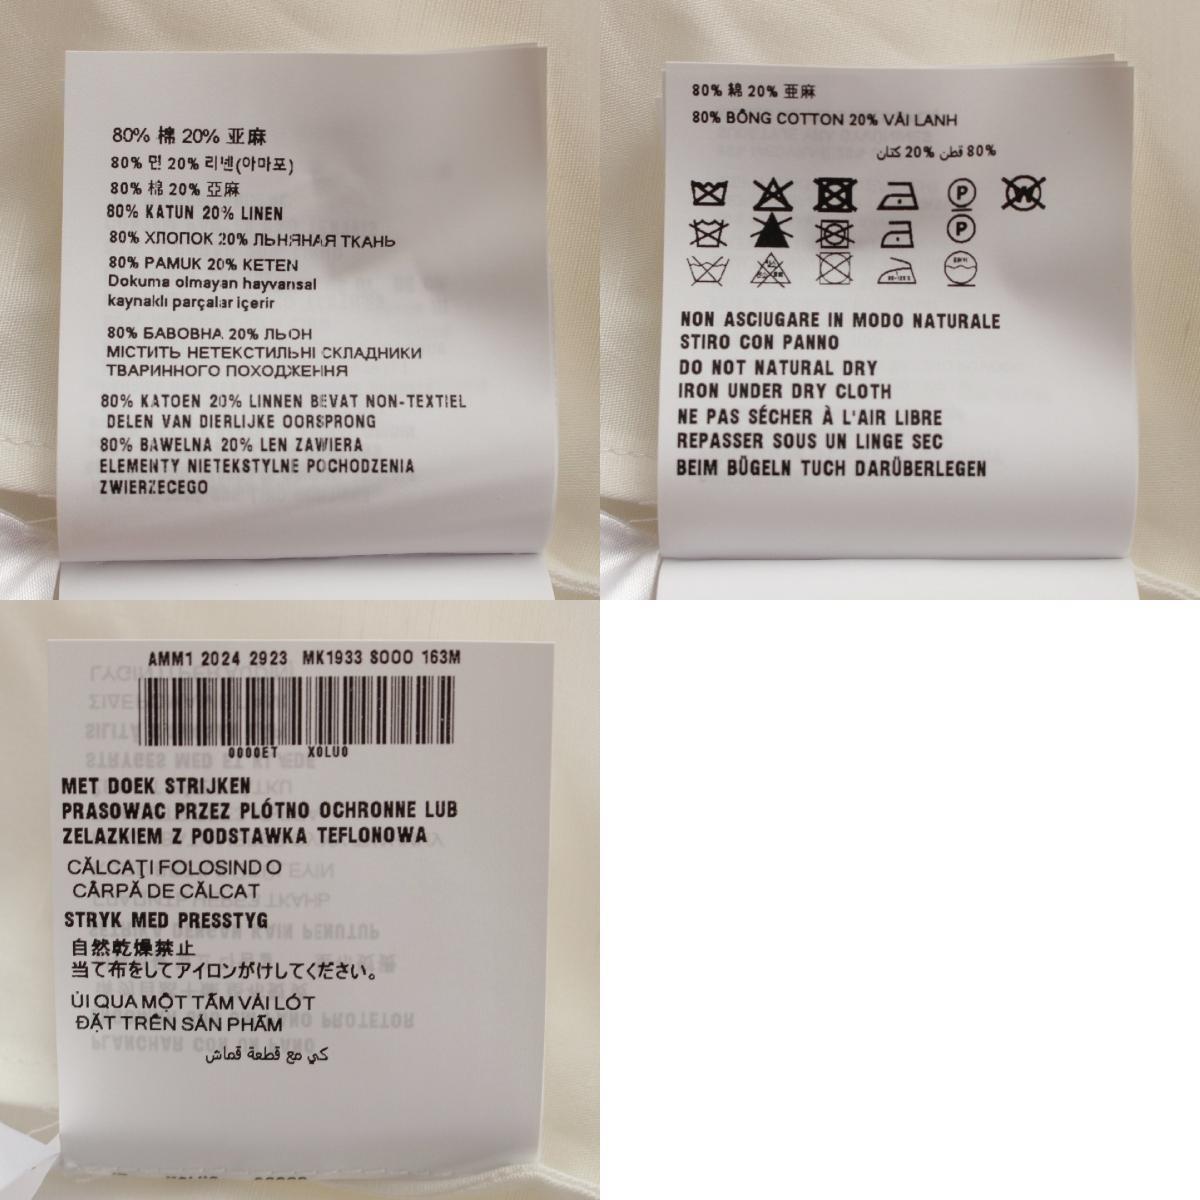 80% 棉 20% 亚麻
80% 면 20% 리넨(아마포)
80% 棉 20% 亞麻
80% KATUN 20% LINEN
80% ХЛОПОК 20% ЛЬНЯНАЯ ТКАНЬ
80% PAMUK 20% KETEN
Dokuma olmayan hayvansal
kaynaklı parçalar içerir
80% БАВОВНА 20% ЛЬОН
МІСТИТЬ НЕТЕКСТИЛЬНІ СКЛАДНИКИ
ТВАРИННОГО ПОХОДЖЕННЯ
80% KATOEN 20% LINNEN BEVAT NON-TEXTIEL
DELEN VAN DIERLIJKE OORSPRONG
80% BAWELNA 20% LEN ZAWIERA
ELEMENTY NIETEKSTYLNE POCHODZENIA
ZWIERZECEGO
80% 綿 20% 亜麻
80% BÔNG COTTON 20% VẢI LANH
80% قطن 20% كتان
P
W
P
NON ASCIUGARE IN MODO NATURALE
STIRO CON PANNO
DO NOT NATURAL DRY
IRON UNDER DRY CLOTH
NE PAS SÉCHER À L'AIR LIBRE
REPASSER SOUS UN LINGE SEC
BEIM BÜGELN TUCH DARÜBERLEGEN
AMM1 2024 2923 MK1933 S000 163M
0000ET X0LU0
MET DOEK STRIJKEN
PRASOWAC PRZEZ PLÓTNO OCHRONNE LUB
ZELAZKIEM Z PODSTAWKA TEFLONOWA
CĂLCAȚI FOLOSIND O
CÂRPĂ DE CĂLCAT
STRYK MED PRESSTYG
自然乾燥禁止
当て布をしてアイロンがけしてください。
ỦI QUA MỘT TẤM VẢI LÓT
ĐẶT TRÊN SẢN PHẨM
كي مع قطعة قماش